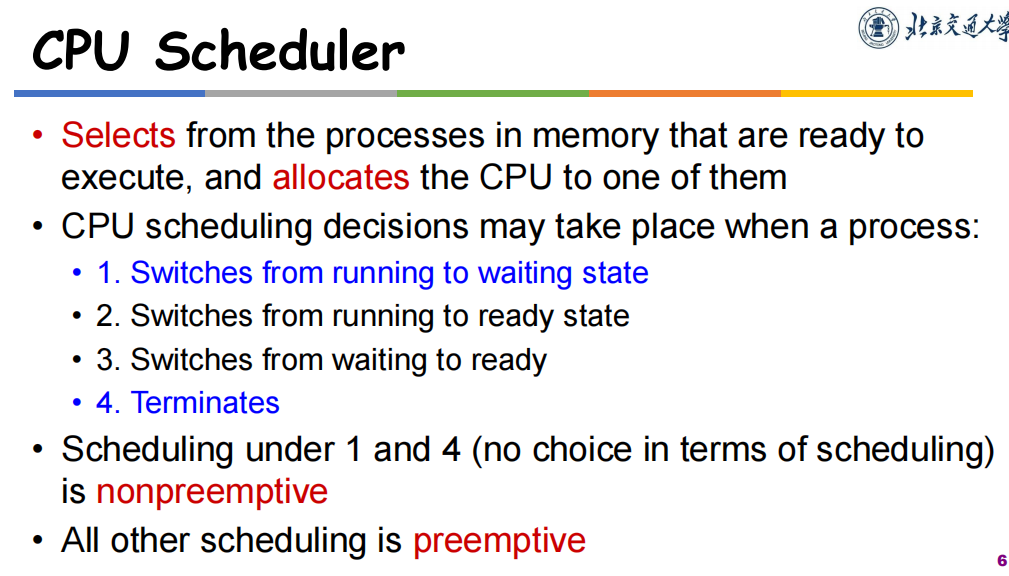 CPU Scheduler
北京交通大学
• Selects from the processes in memory that are ready to
execute, and allocates the CPU to one of them
• CPU scheduling decisions may take place when a process:
• 1. Switches from running to waiting state
• 2. Switches from running to ready state
• 3. Switches from waiting to ready
• 4. Terminates
• Scheduling under 1 and 4 (no choice in terms of scheduling)
is nonpreemptive
• All other scheduling is preemptive
6